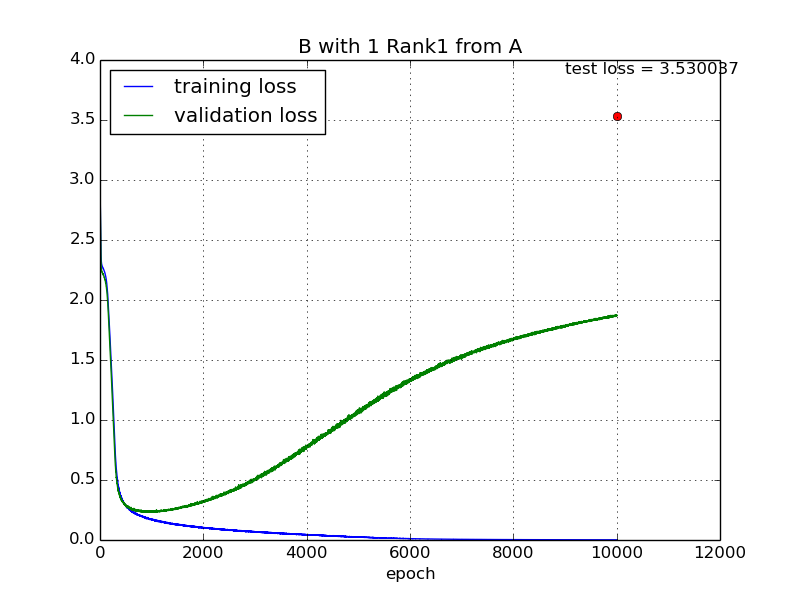 B with 1 Rank1 from A
test loss = 3.530037
training loss
validation loss
4.0
3.5
3.0
2.5
2.0
1.5
1.0
0.5
0.0
0 2000 4000 6000 8000 10000 12000
epoch